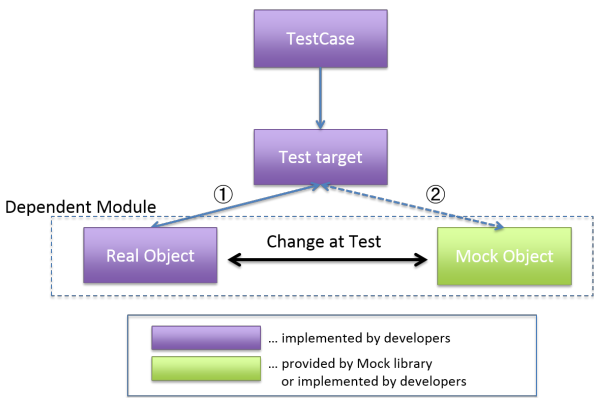 TestCase
Test target
①
②
Dependent Module
Real Object
Change at Test
Mock Object
... implemented by developers
... provided by Mock library
or implemented by developers